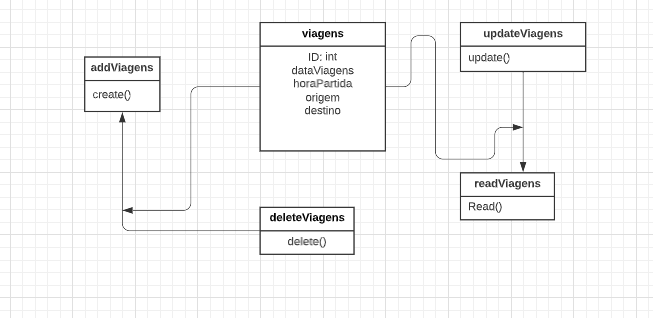 viagens
ID: int
dataViagens
horaPartida
origem
destino
updateViagens
update()
addViagens
create()
readViagens
Read()
deleteViagens
delete()